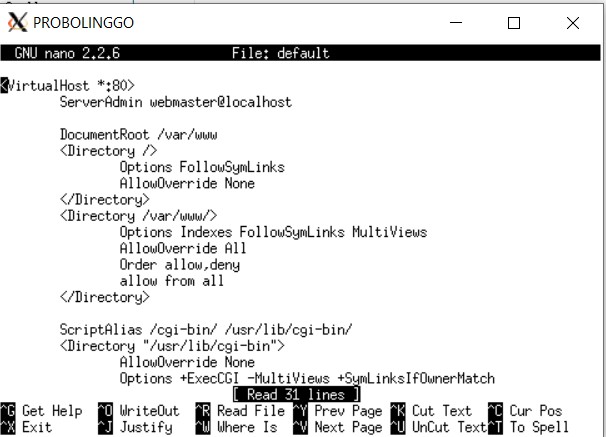 PROBOLINGGO
GNU nano 2.2.6 File: default
<VirtualHost *:80>
ServerAdmin webmaster@localhost
DocumentRoot /var/www
<Directory />
Options FollowSymLinks
AllowOverride None
</Directory>
<Directory /var/www/>
Options Indexes FollowSymLinks MultiViews
AllowOverride All
Order allow,deny
allow from all
</Directory>
ScriptAlias /cgi-bin/ /usr/lib/cgi-bin/
<Directory "/usr/lib/cgi-bin">
AllowOverride None
Options +ExecCGI -MultiViews +SymLinksIfOwnerMatch
[ Read 31 lines ]
^G Get Help ^O WriteOut ^R Read File ^Y Prev Page ^K Cut Text ^C Cur Pos
^X Exit ^J Justify ^W Where Is ^V Next Page ^U UnCut Text ^T To Spell